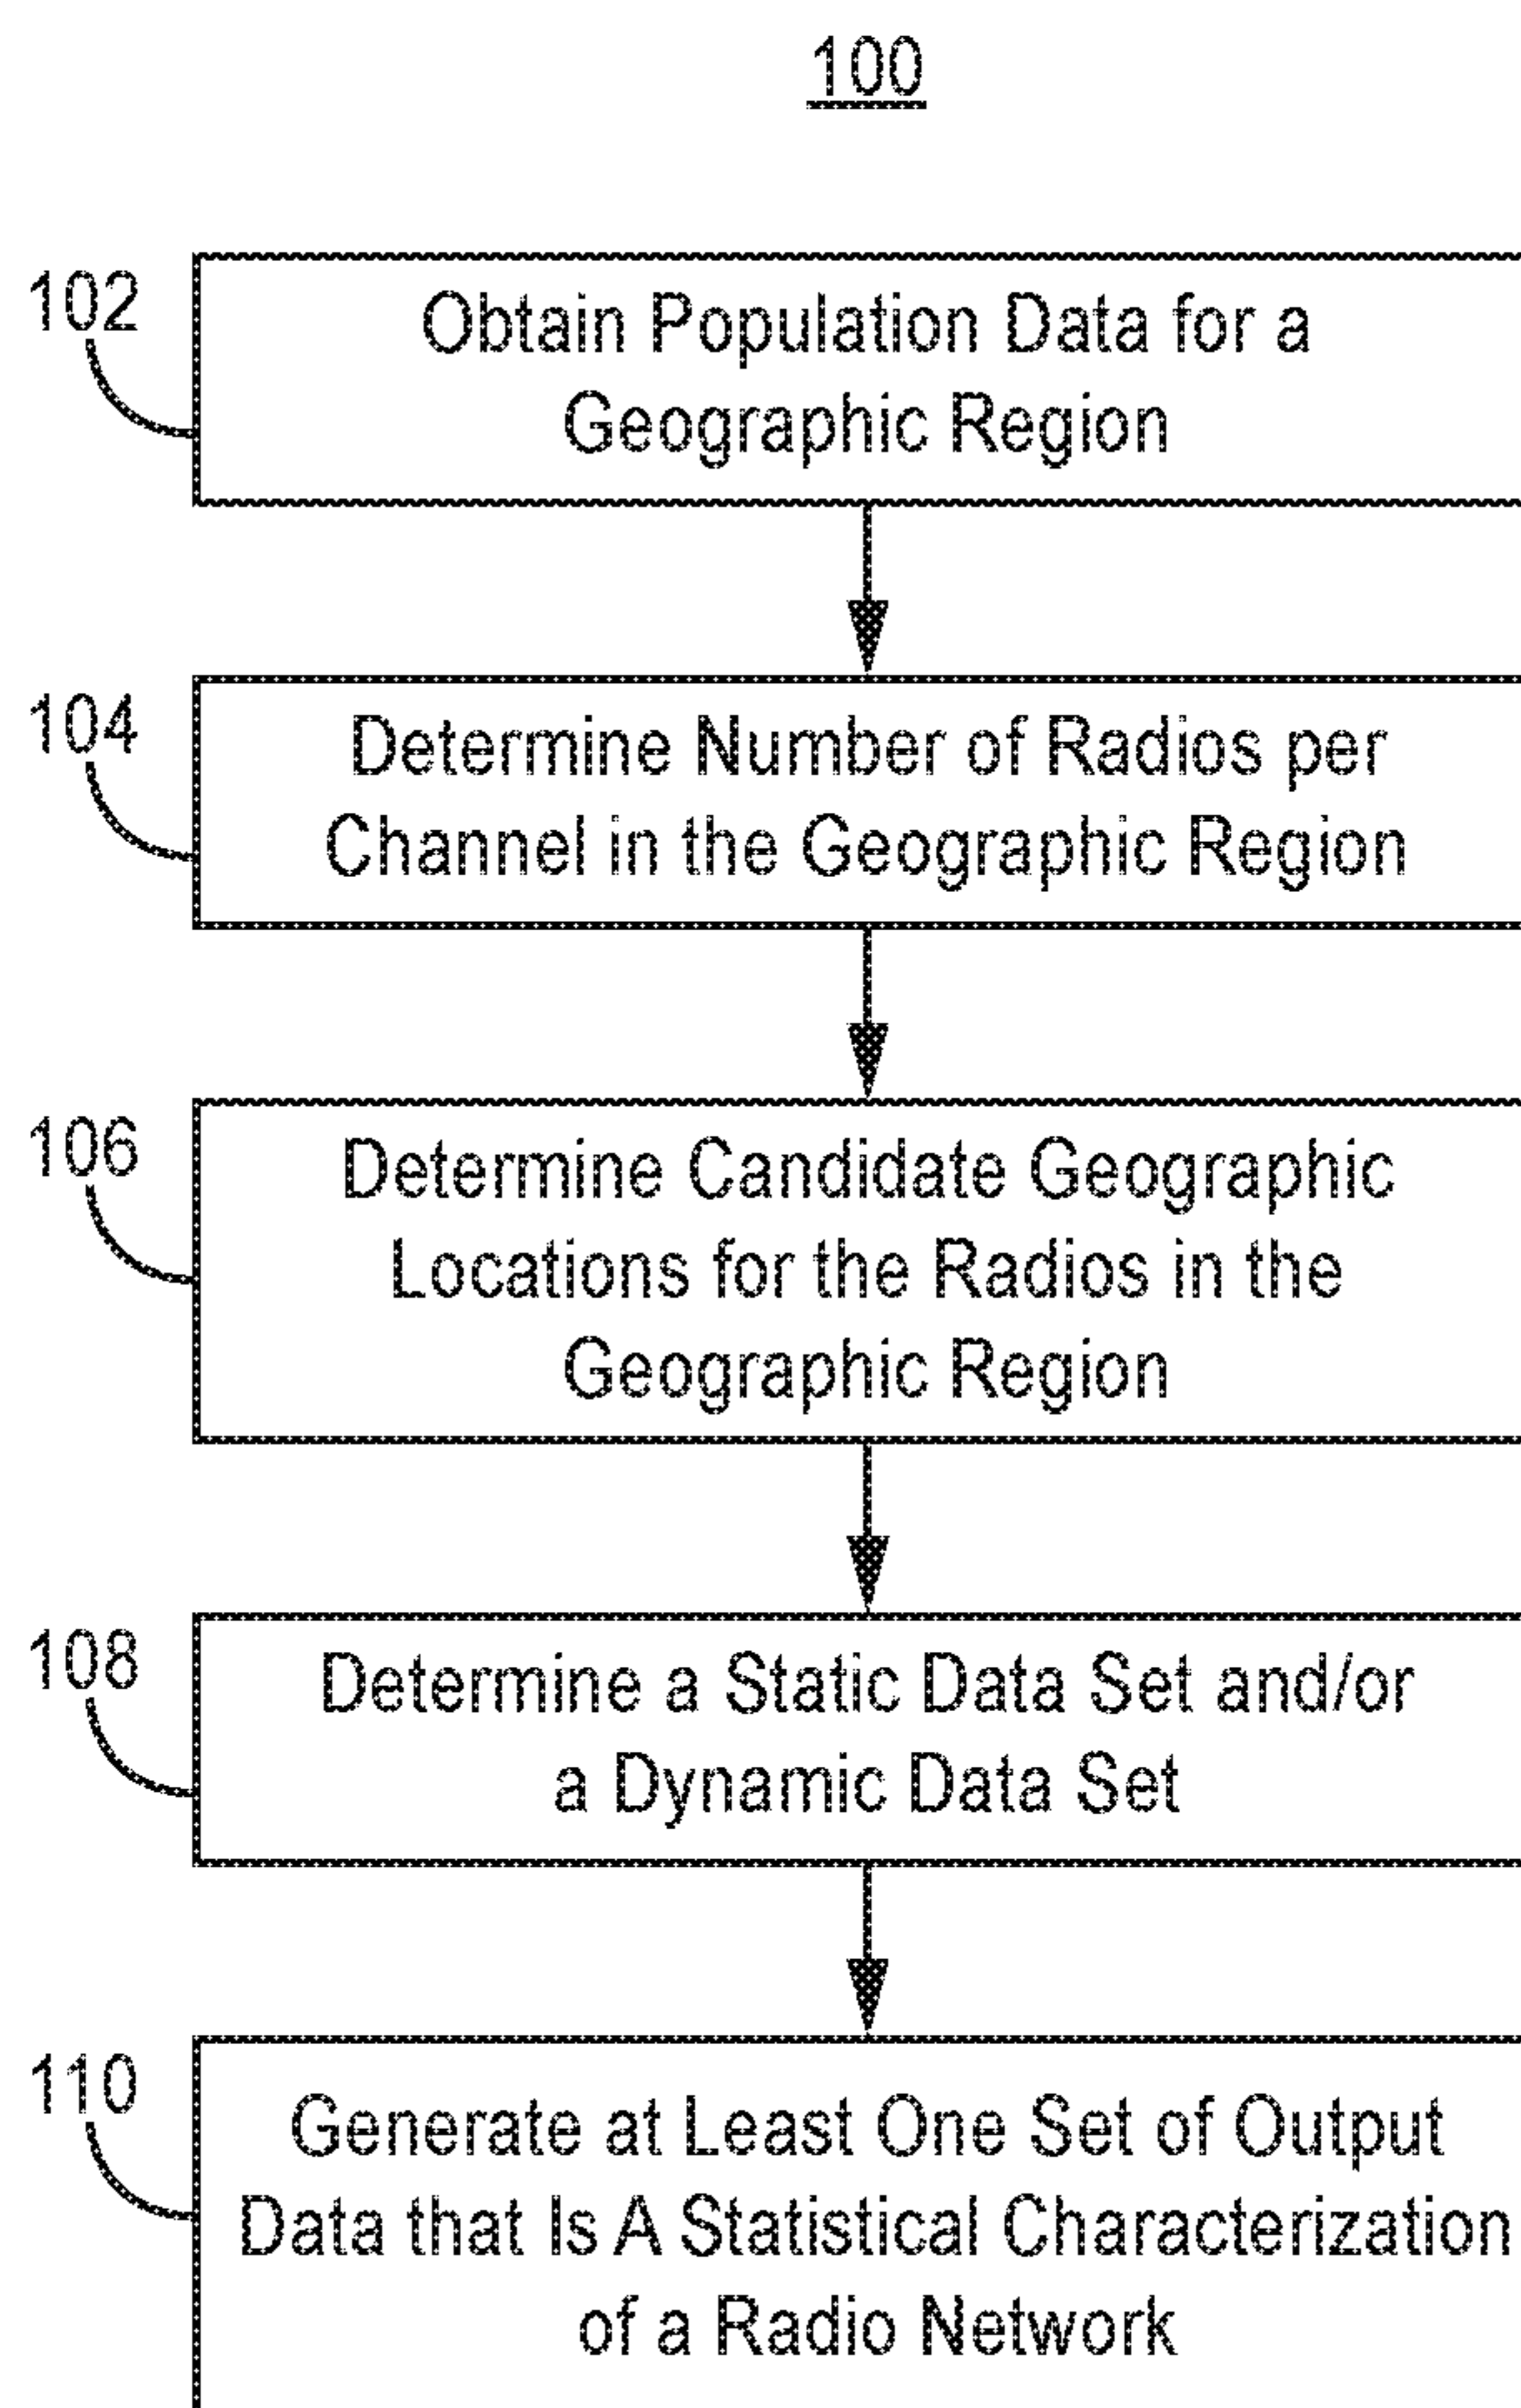 100
102
Obtain Population Data for a
Geographic Region
104
Determine Number of Radios per
Channel in the Geographic Region
106
Determine Candidate Geographic
Locations for the Radios in the
Geographic Region
108
Determine a Static Data Set and/or
a Dynamic Data Set
110
Generate at Least One Set of Output
Data that Is A Statistical Characterization
of a Radio Network